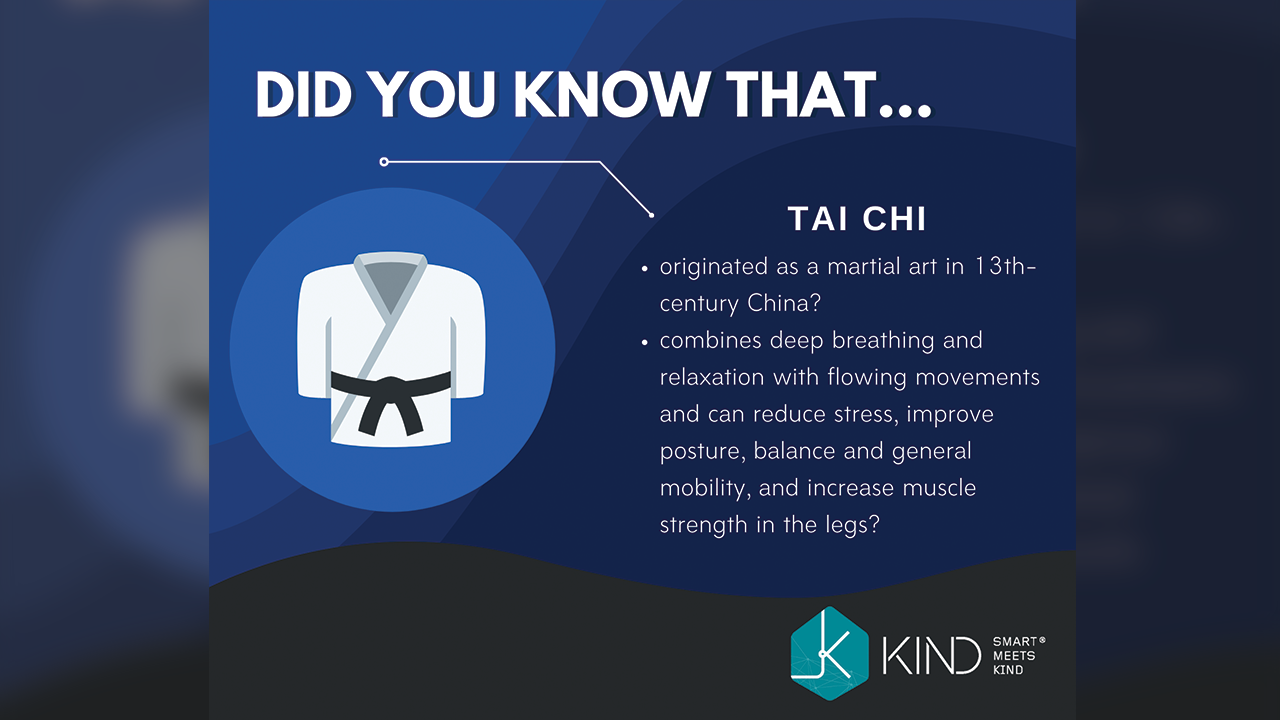 DID YOU KNOW THAT...
TAI CHI
• originated as a martial art in 13th-
century China?
• combines deep breathing and
relaxation with flowing movements
and can reduce stress, improve
posture, balance and general
mobility, and increase muscle
strength in the legs?
KIND
SMART®
MEETS
KIND